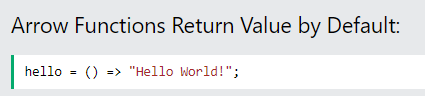 Arrow Functions Return Value by Default:
hello = () => "Hello World!";